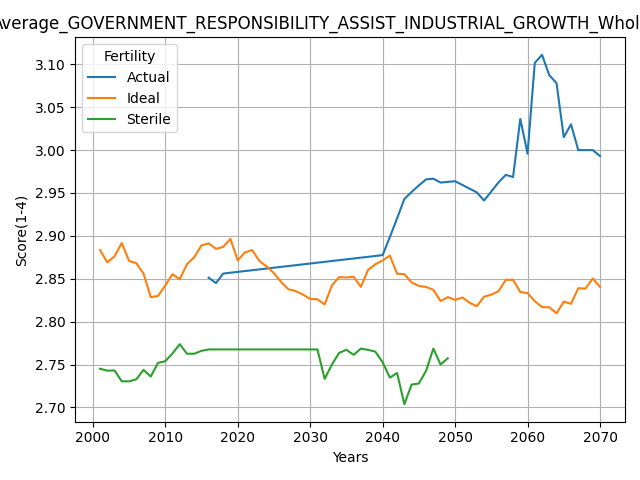 Average_GOVERNMENT_RESPONSIBILITY_ASSIST_INDUSTRIAL_GROWTH_Whol
Fertility
Actual
Ideal
Sterile
Score(1-4)
3.10
3.05
3.00
2.95
2.90
2.85
2.80
2.75
2.70
2000 2010 2020 2030 2040 2050 2060 2070
Years